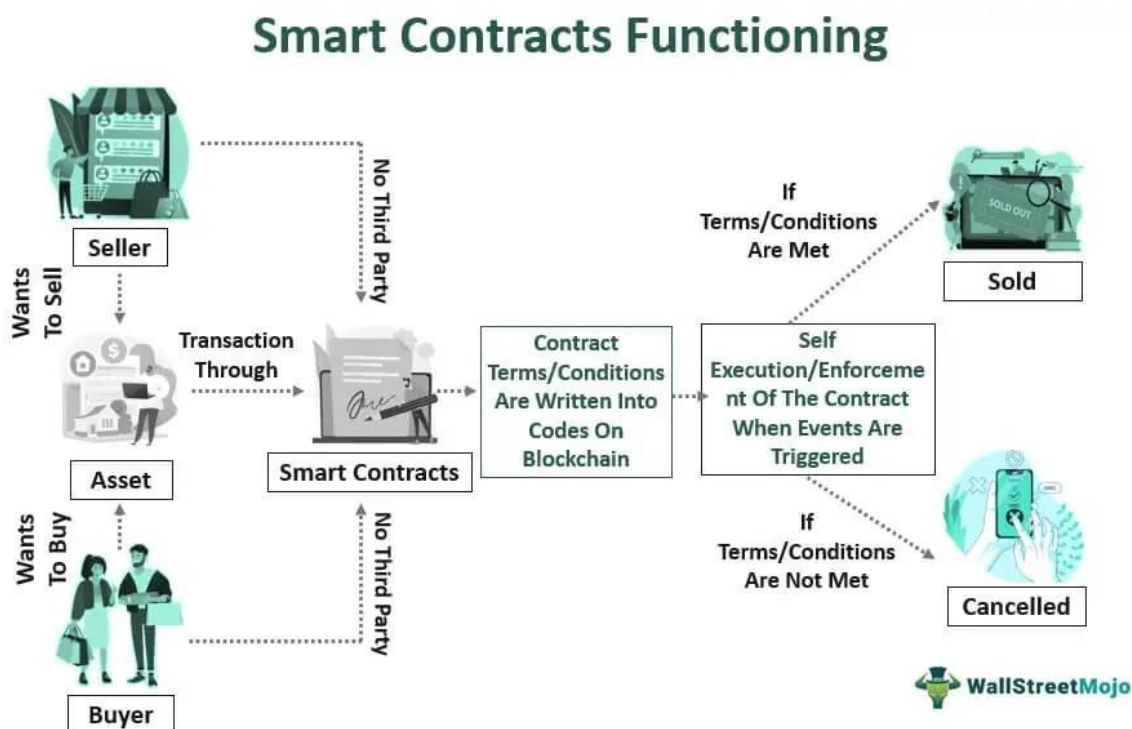 Smart Contracts Functioning
Seller
Wants
To Sell
No Third Party
Transaction
Through
Asset
Smart Contracts
Contract
Terms/Conditions
Are Written Into
Codes On
Blockchain
Self
Execution/Enforceme
nt Of The Contract
When Events Are
Triggered
If
Terms/Conditions
Are Met
SOLD OUT
Sold
If
Terms/Conditions
Are Not Met
Cancelled
Wants
To Buy
No Third Party
Buyer
WallStreetMojo